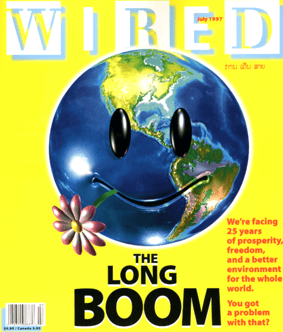 WIRED
July 1997
THE
LONG
BOOM
We're facing
25 years
of prosperity,
freedom,
and a better
environment
for the whole
world.
You got
a problem
with that?